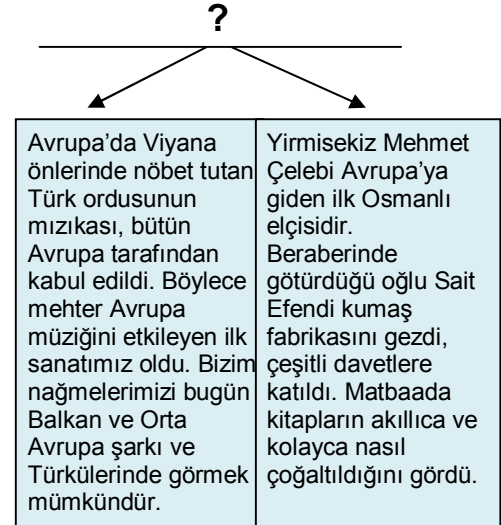 ?
Avrupa’da Viyana
önlerinde nöbet tutan
Türk ordusunun
mızıkası, bütün
Avrupa tarafından
kabul edildi. Böylece
mehter Avrupa
müziğini etkileyen ilk
sanatımız oldu. Bizim
nağmelerimizi bugün
Balkan ve Orta
Avrupa şarkı ve
Türkülerinde görmek
mümkündür.
Yirmisekiz Mehmet
Çelebi Avrupa’ya
giden ilk Osmanlı
elçisidir.
Beraberinde
götürdüğü oğlu Sait
Efendi kumaş
fabrikasını gezdi,
çeşitli davetlere
katıldı. Matbaada
kitapların akıllıca ve
kolayca nasıl
çoğaltıldığını gördü.